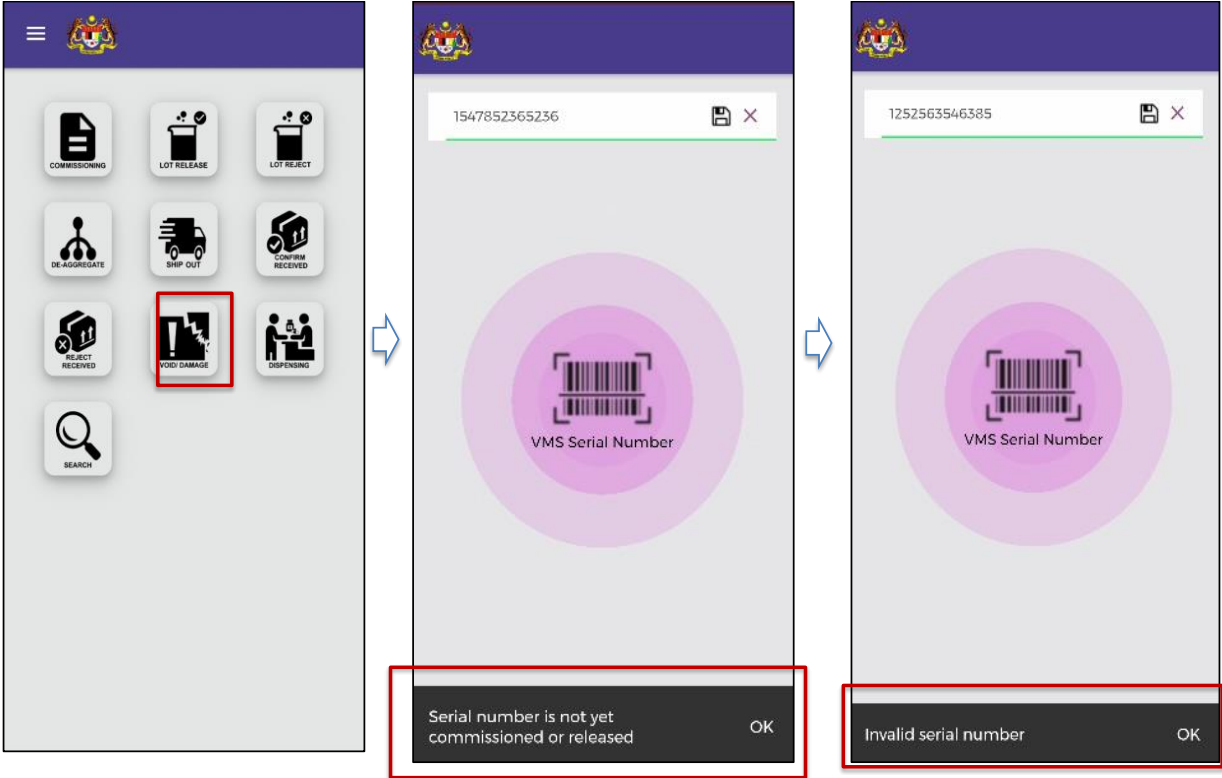 COMMISSIONING
LOT RELEASE
LOT REJECT
DE-AGGREGATE
SHIP OUT
CONFIRM
RECEIVED
REJECT
RECEIVED
VOID/ DAMAGE
DISPENSING
SEARCH
1547852365236
VMS Serial Number
Serial number is not yet
commissioned or released
OK
1252563546385
VMS Serial Number
Invalid serial number
OK